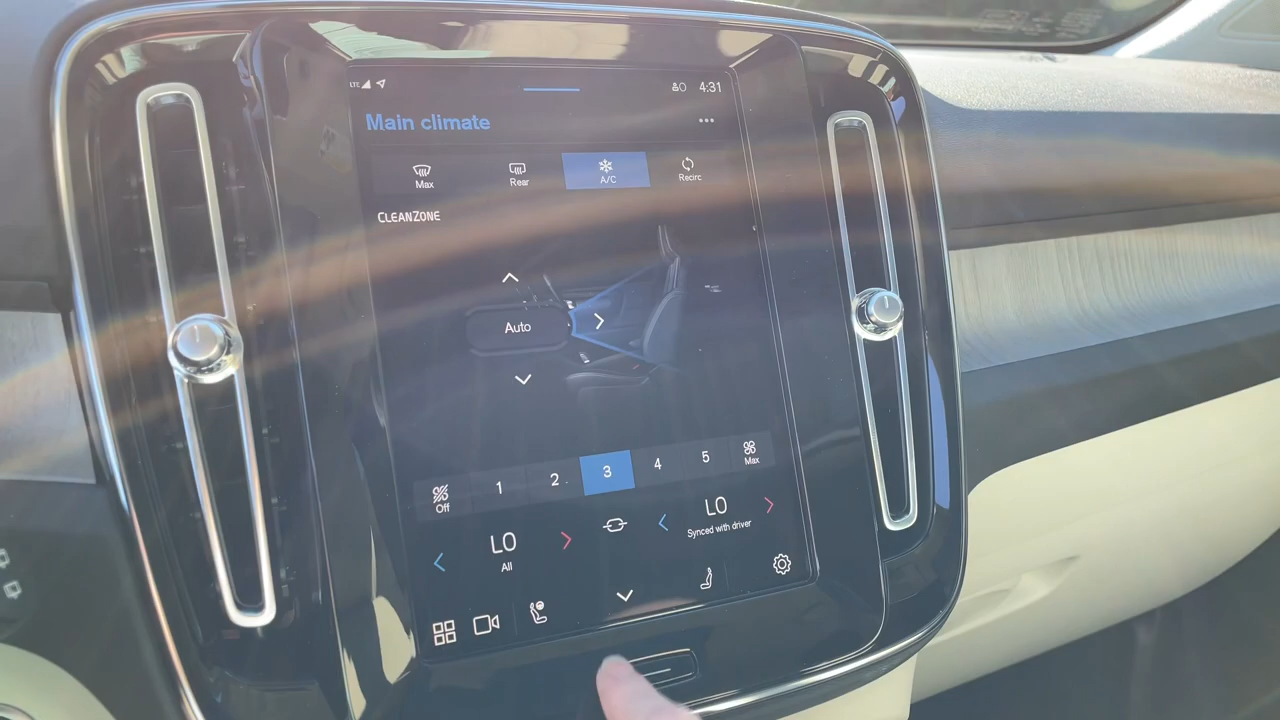 LTE 4:31
Main climate
Max Rear A/C Recirc
CLEANZONE
Auto
Off 1 2 3 4 5 Max
LO LO
All Synced with driver